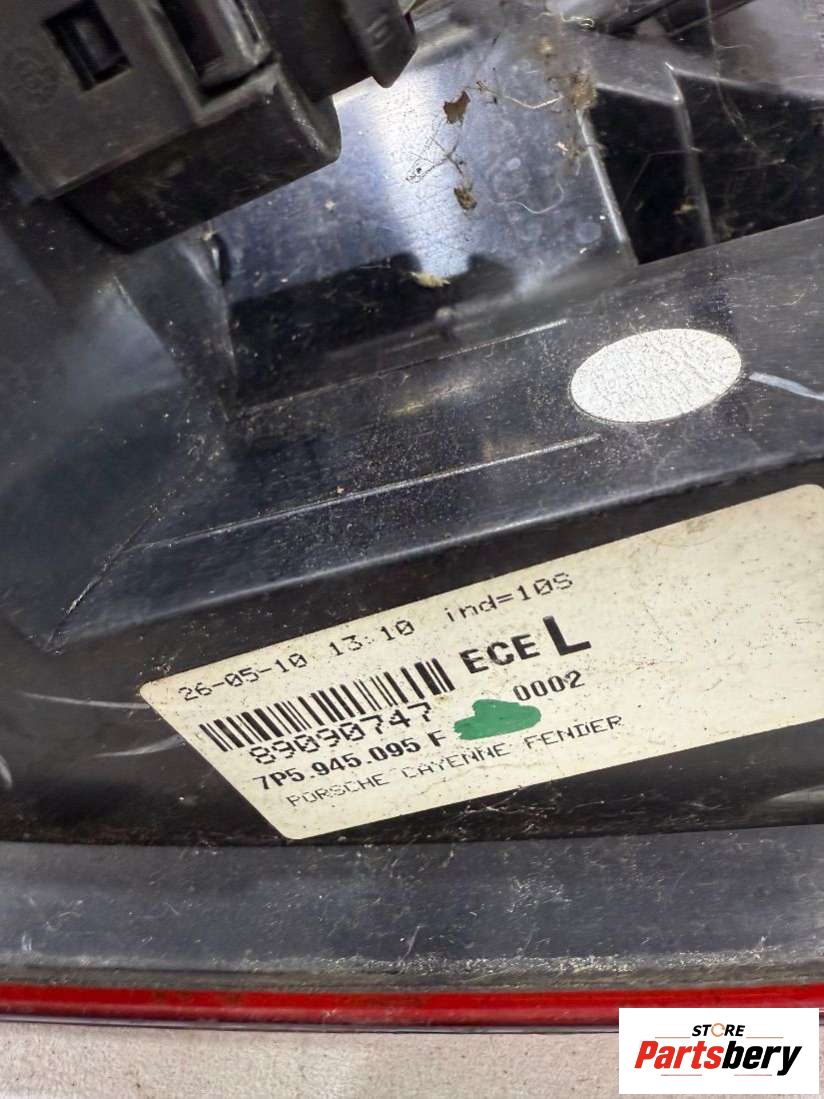 26-05-10 13:10 ind=10S
ECE L
89090747 0002
7P5.945.095 F
PORSCHE CAYENNE FENDER
STORE
Partsbery